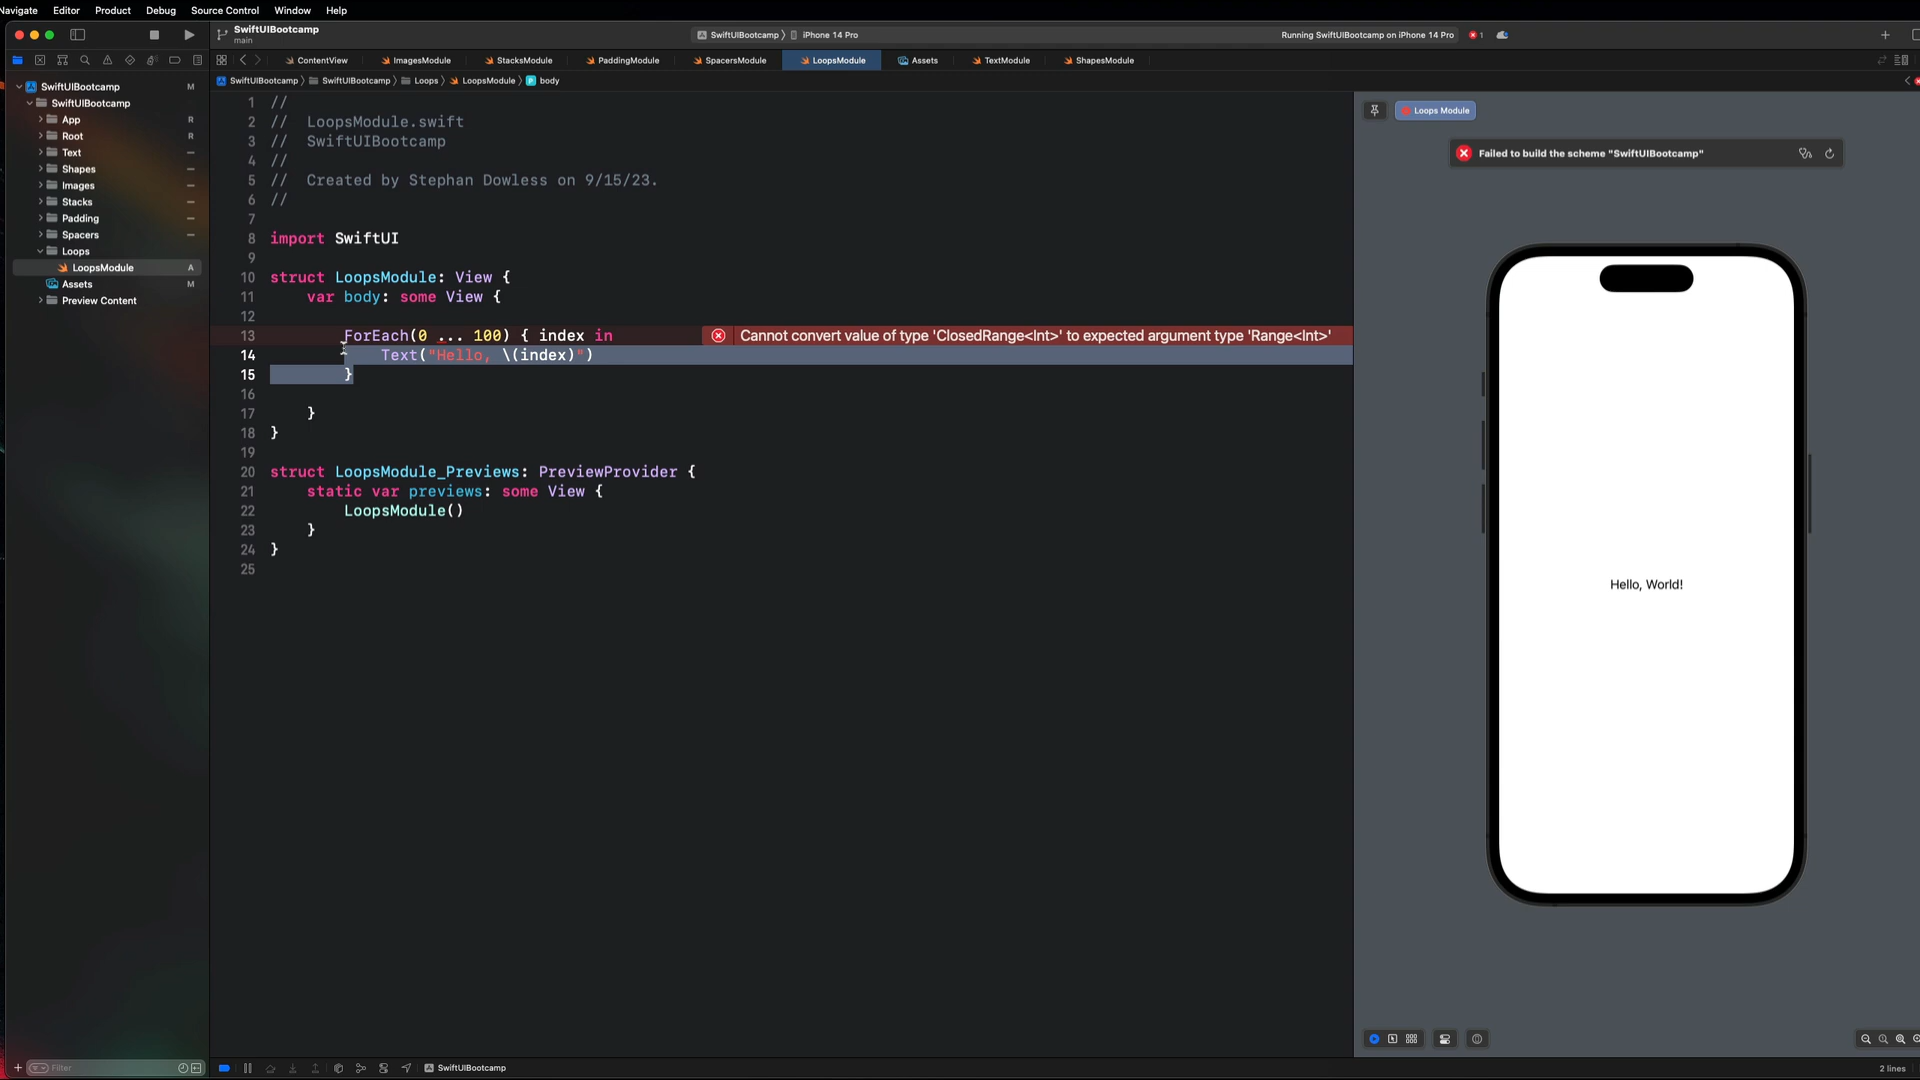 Navigate Editor Product Debug Source Control Window Help
SwiftUIBootcamp
main
SwiftUIBootcamp 〉 iPhone 14 Pro
Running SwiftUIBootcamp on iPhone 14 Pro
1
ContentView ImagesModule StacksModule PaddingModule SpacersModule LoopsModule Assets TextModule ShapesModule
SwiftUIBootcamp 〉 SwiftUIBootcamp 〉 Loops 〉 LoopsModule 〉 P body
SwiftUIBootcamp M
SwiftUIBootcamp
App R
Root R
Text
Shapes
Images
Stacks
Padding
Spacers
Loops
LoopsModule A
Assets M
Preview Content
1 //
2 //  LoopsModule.swift
3 //  SwiftUIBootcamp
4 //
5 //  Created by Stephan Dowless on 9/15/23.
6 //
7
8 import SwiftUI
9
10 struct LoopsModule: View {
11     var body: some View {
12
13         ForEach(0 ... 100) { index in
Cannot convert value of type 'ClosedRange<Int>' to expected argument type 'Range<Int>'
14             Text("Hello, \(index)")
15         }
16
17     }
18 }
19
20 struct LoopsModule_Previews: PreviewProvider {
21     static var previews: some View {
22         LoopsModule()
23     }
24 }
25
Loops Module
Failed to build the scheme "SwiftUIBootcamp"
Hello, World!
Filter
SwiftUIBootcamp
2 lines